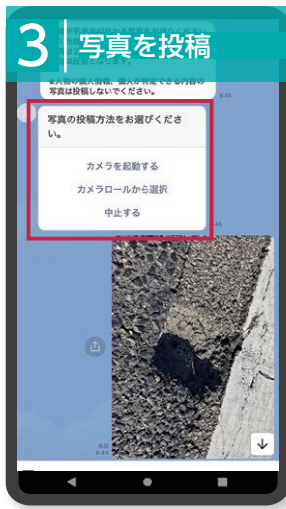 3 写真を投稿
※人物の個人情報、個人が特定できる内容の
写真は投稿しないでください。
8:45
写真の投稿方法をお選びくださ
い。
カメラを起動する
カメラロールから選択
中止する
:45
既読
8:45